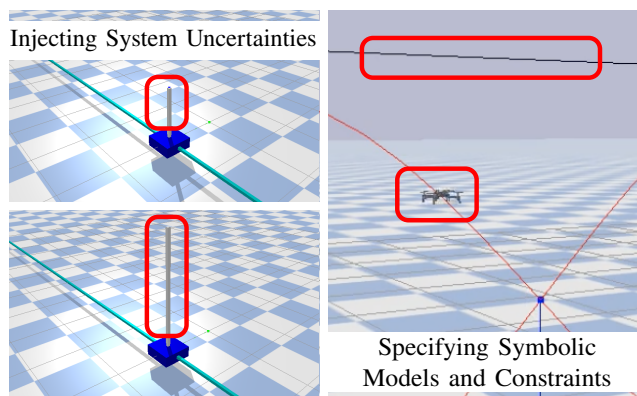 Injecting System Uncertainties
Specifying Symbolic
Models and Constraints